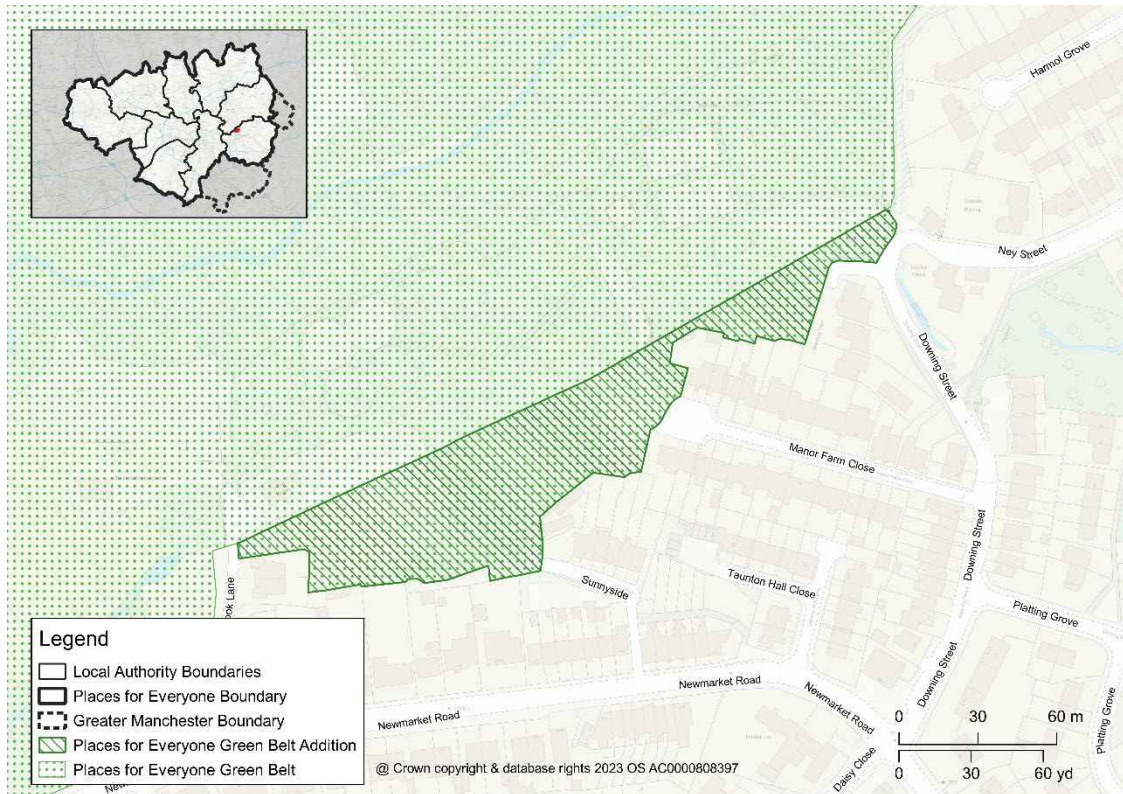 Harmol Grove
Ney Street
Downing Street
Manor Farm Close
Downing Street
Sunnyside
Taunton Hall Close
Platting Grove
Downing Street
Platting Grove
Newmarket Road
Newmarket Road
Newmarket Road
Daisy Close
Lane
Legend
Local Authority Boundaries
Places for Everyone Boundary
Greater Manchester Boundary
Places for Everyone Green Belt Addition
Places for Everyone Green Belt
@ Crown copyright & database rights 2023 OS AC0000808397
0 30 60 m
0 30 60 yd